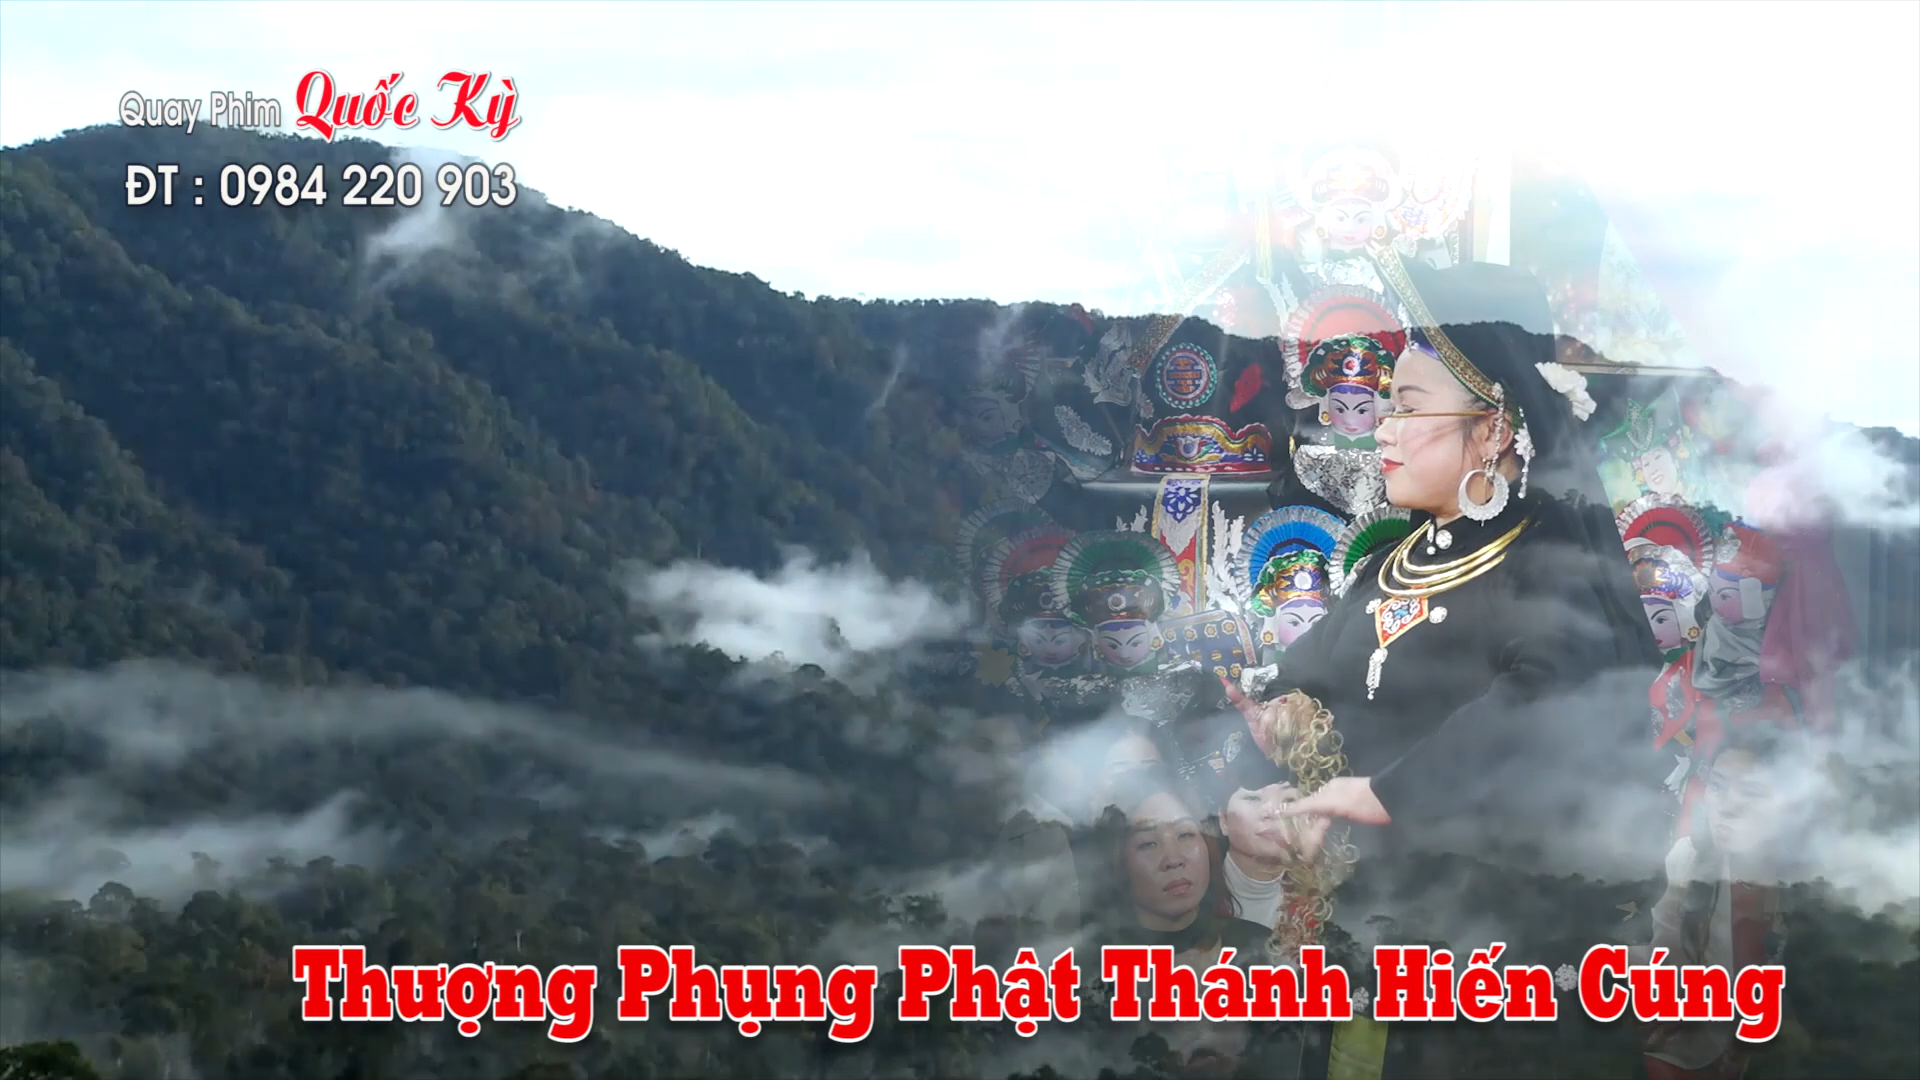 Quay Phim Quốc Kỳ
ĐT : 0984 220 903
Thượng Phụng Phật Thánh Hiến Cúng